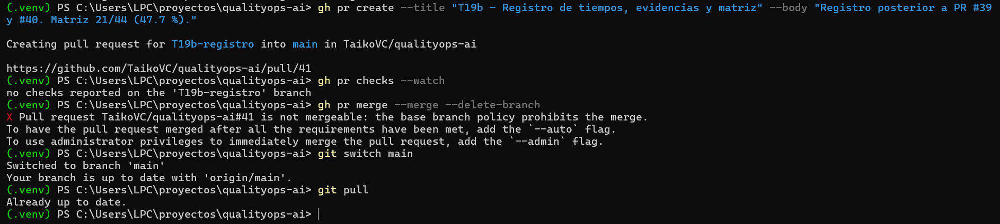 (.venv) PS C:\Users\LPC\proyectos\qualityops-ai> gh pr create --title "T19b - Registro de tiempos, evidencias y matriz" --body "Registro posterior a PR #39
y #40. Matriz 21/44 (47.7 %)."
Creating pull request for T19b-registro into main in TaikoVC/qualityops-ai
https://github.com/TaikoVC/qualityops-ai/pull/41
(.venv) PS C:\Users\LPC\proyectos\qualityops-ai> gh pr checks --watch
no checks reported on the 'T19b-registro' branch
(.venv) PS C:\Users\LPC\proyectos\qualityops-ai> gh pr merge --merge --delete-branch
X Pull request TaikoVC/qualityops-ai#41 is not mergeable: the base branch policy prohibits the merge.
To have the pull request merged after all the requirements have been met, add the `--auto` flag.
To use administrator privileges to immediately merge the pull request, add the `--admin` flag.
(.venv) PS C:\Users\LPC\proyectos\qualityops-ai> git switch main
Switched to branch 'main'
Your branch is up to date with 'origin/main'.
(.venv) PS C:\Users\LPC\proyectos\qualityops-ai> git pull
Already up to date.
(.venv) PS C:\Users\LPC\proyectos\qualityops-ai>